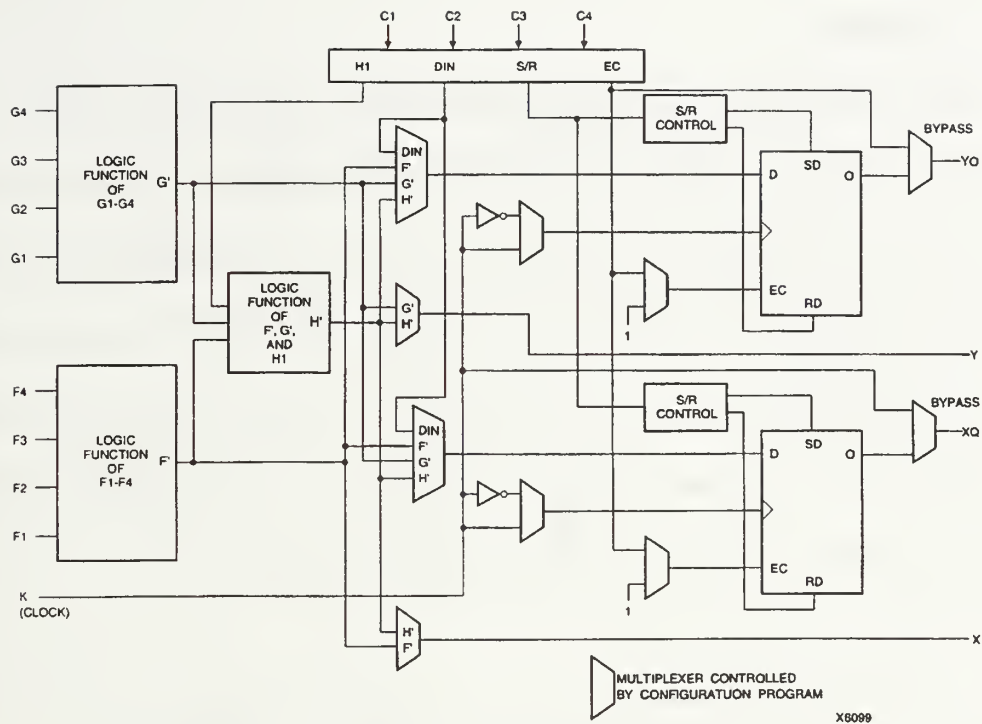 C1 C2 C3 C4
H1 DIN S/R EC
G4
G3
G2
G1
LOGIC
FUNCTION
OF
G1-G4
G'
DIN
F'
G'
H'
S/R
CONTROL
D
SD
O
EC
RD
1
BYPASS
YO
LOGIC
FUNCTION
OF
F', G',
AND
H1
H'
G'
H'
Y
F4
F3
F2
F1
LOGIC
FUNCTION
OF
F1-F4
F'
DIN
F'
G'
H'
S/R
CONTROL
D
SD
O
EC
RD
1
BYPASS
XQ
K
(CLOCK)
H'
F'
X
MULTIPLEXER CONTROLLED
BY CONFIGURATUON PROGRAM
X6099